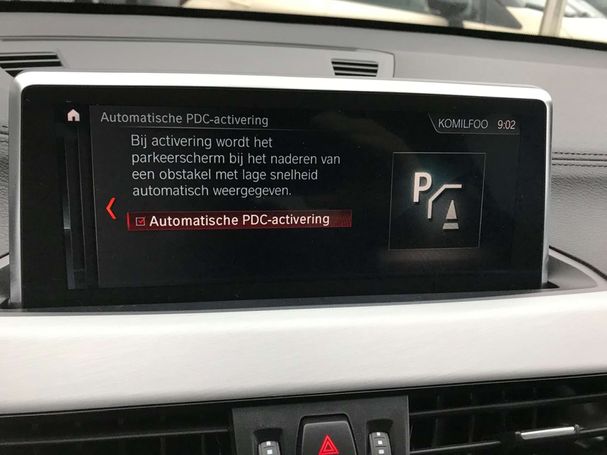 Automatische PDC-activering
KOMILFOO 9:02
Bij activering wordt het
parkeerscherm bij het naderen van
een obstakel met lage snelheid
automatisch weergegeven.
Automatische PDC-activering
P